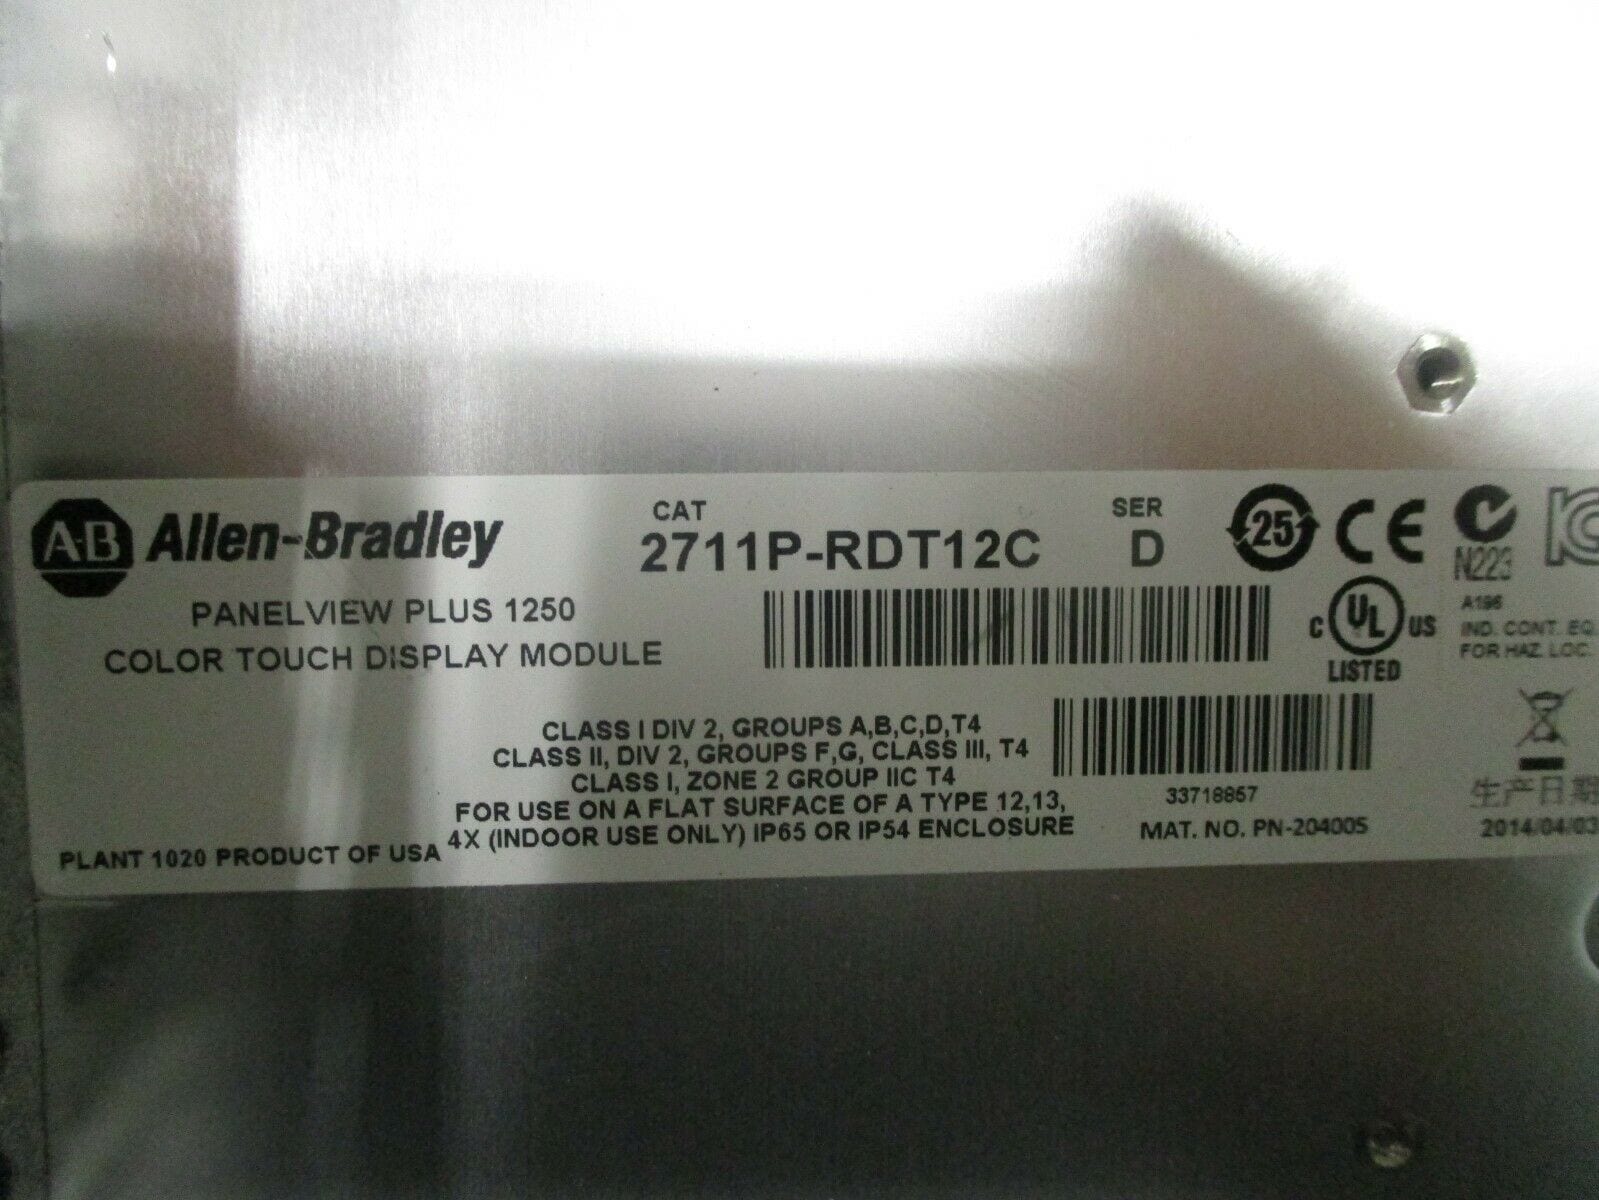 A-B Allen-Bradley
CAT
2711P-RDT12C
SER
D
25
CE
N223
PANELVIEW PLUS 1250
COLOR TOUCH DISPLAY MODULE
C UL US
LISTED
A196
IND. CONT. EQ.
FOR HAZ. LOC.
CLASS I DIV 2, GROUPS A,B,C,D,T4
CLASS II, DIV 2, GROUPS F,G, CLASS III, T4
CLASS I, ZONE 2 GROUP IIC T4
FOR USE ON A FLAT SURFACE OF A TYPE 12,13,
4X (INDOOR USE ONLY) IP65 OR IP54 ENCLOSURE
PLANT 1020 PRODUCT OF USA
33718857
MAT. NO. PN-204005
生产日期
2014/04/03